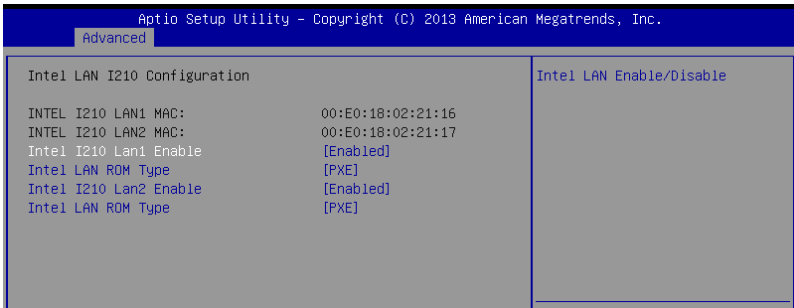 Aptio Setup Utility – Copyright (C) 2013 American Megatrends, Inc.
Advanced
Intel LAN I210 Configuration
Intel LAN Enable/Disable
INTEL I210 LAN1 MAC: 00:E0:18:02:21:16
INTEL I210 LAN2 MAC: 00:E0:18:02:21:17
Intel I210 Lan1 Enable [Enabled]
Intel LAN ROM Type [PXE]
Intel I210 Lan2 Enable [Enabled]
Intel LAN ROM Type [PXE]